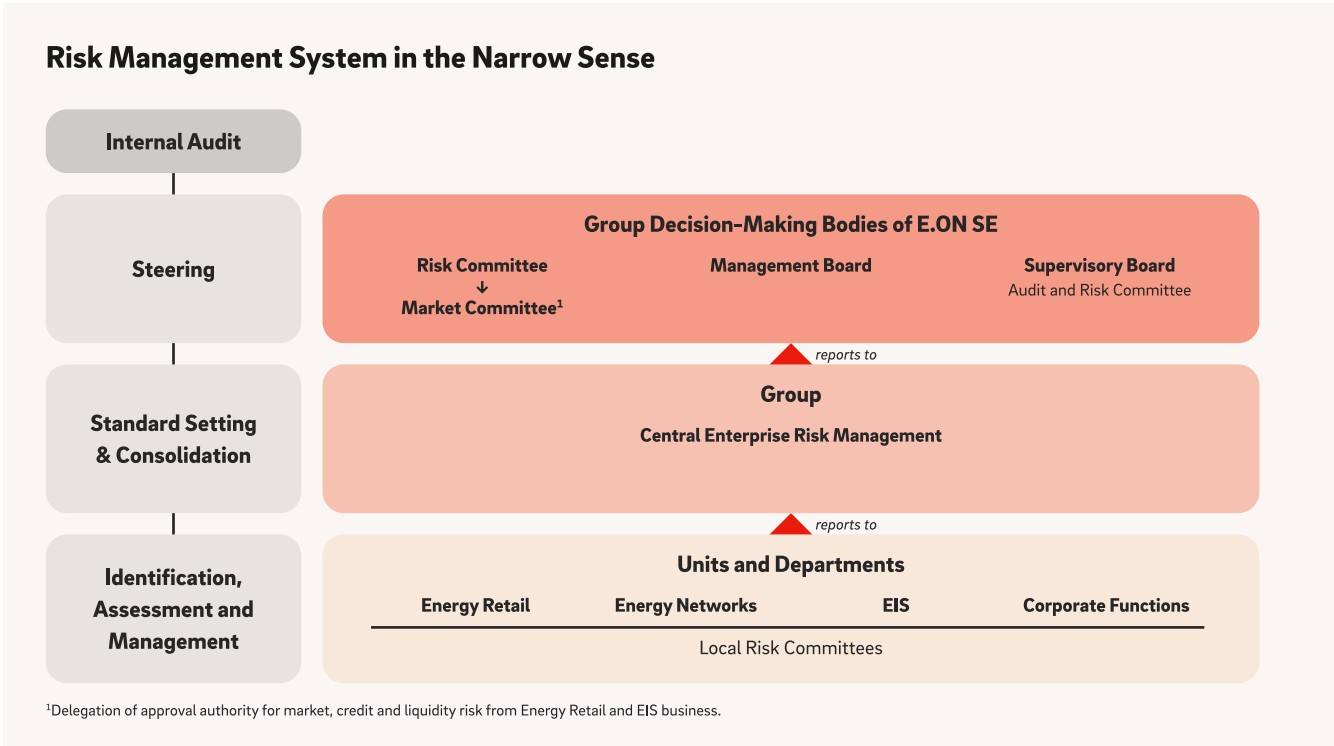 Risk Management System in the Narrow Sense
Internal Audit
Steering
Group Decision-Making Bodies of E.ON SE
Risk Committee
↓
Market Committee¹
Management Board
Supervisory Board
Audit and Risk Committee
reports to
Standard Setting
& Consolidation
Group
Central Enterprise Risk Management
reports to
Identification,
Assessment and
Management
Units and Departments
Energy Retail
Energy Networks
EIS
Corporate Functions
Local Risk Committees
¹Delegation of approval authority for market, credit and liquidity risk from Energy Retail and EIS business.